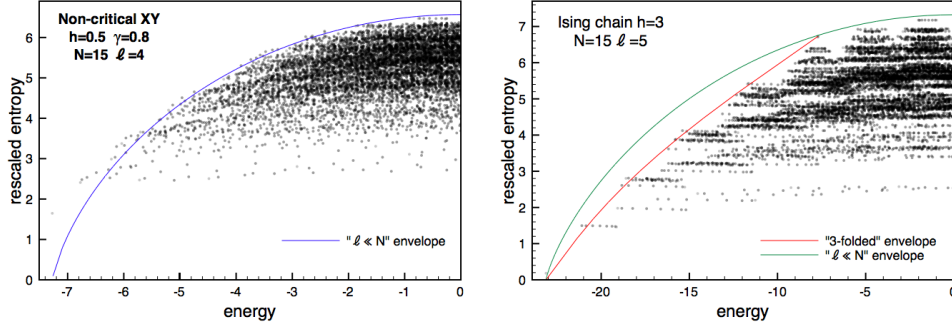 Non-critical XY
h=0.5 γ=0.8
N=15 ℓ=4
rescaled entropy
6
5
4
3
2
1
0
"ℓ ≪ N" envelope
-7
-6
-5
-4
-3
-2
-1
0
energy
Ising chain h=3
N=15 ℓ=5
rescaled entropy
7
6
5
4
3
2
1
0
"3-folded" envelope
"ℓ ≪ N" envelope
-20
-15
-10
-5
0
energy